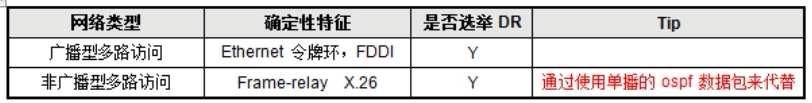 网络类型 确定性特征 是否选举 DR Tip
广播型多路访问 Ethernet 令牌环，FDDI Y
非广播型多路访问 Frame-relay X.26 Y 通过使用单播的 ospf 数据包来代替